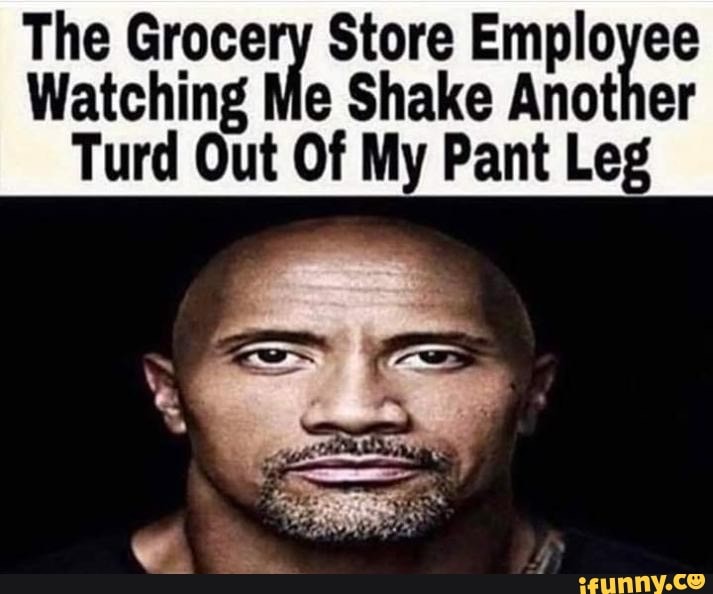 The Grocery Store Employee
Watching Me Shake Another
Turd Out Of My Pant Leg
ifunny.co